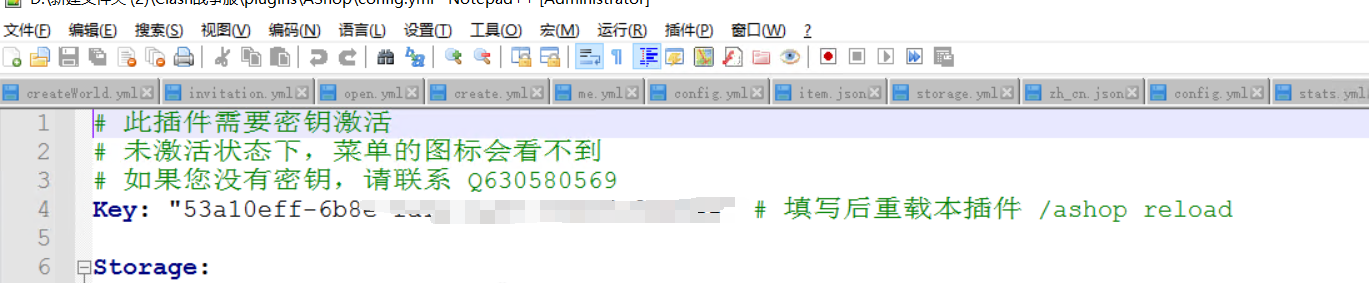 D:\新建文件夹 (2)\Clash战争服\plugins\AShop\config.yml - Notepad++ [Administrator]
文件(F) 编辑(E) 搜索(S) 视图(V) 编码(N) 语言(L) 设置(T) 工具(O) 宏(M) 运行(R) 插件(P) 窗口(W) ?
createWorld.yml invitation.yml open.yml create.yml me.yml config.yml item.json storage.yml zh_cn.json config.yml stats.yml
1 # 此插件需要密钥激活
2 # 未激活状态下，菜单的图标会看不到
3 # 如果您没有密钥，请联系 Q630580569
4 Key: "53a10eff-6b8e # 填写后重载本插件 /ashop reload
5
6 Storage: